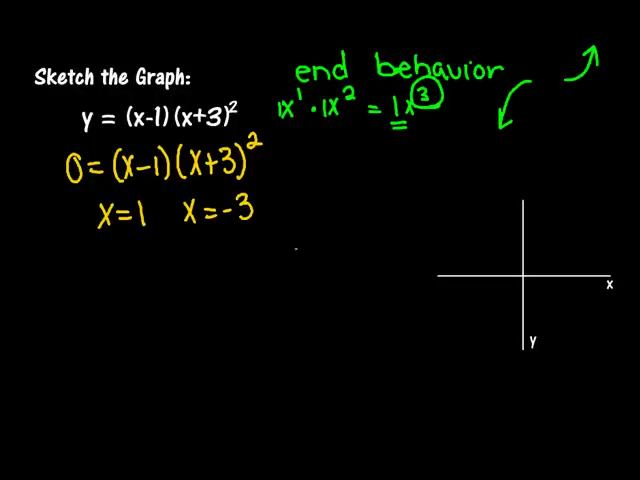 end behavior
Sketch the Graph:
1x¹ · 1x² = 1x³
y = (x-1)(x+3)²
0 = (x-1)(x+3)²
x = 1 x = -3
x
y